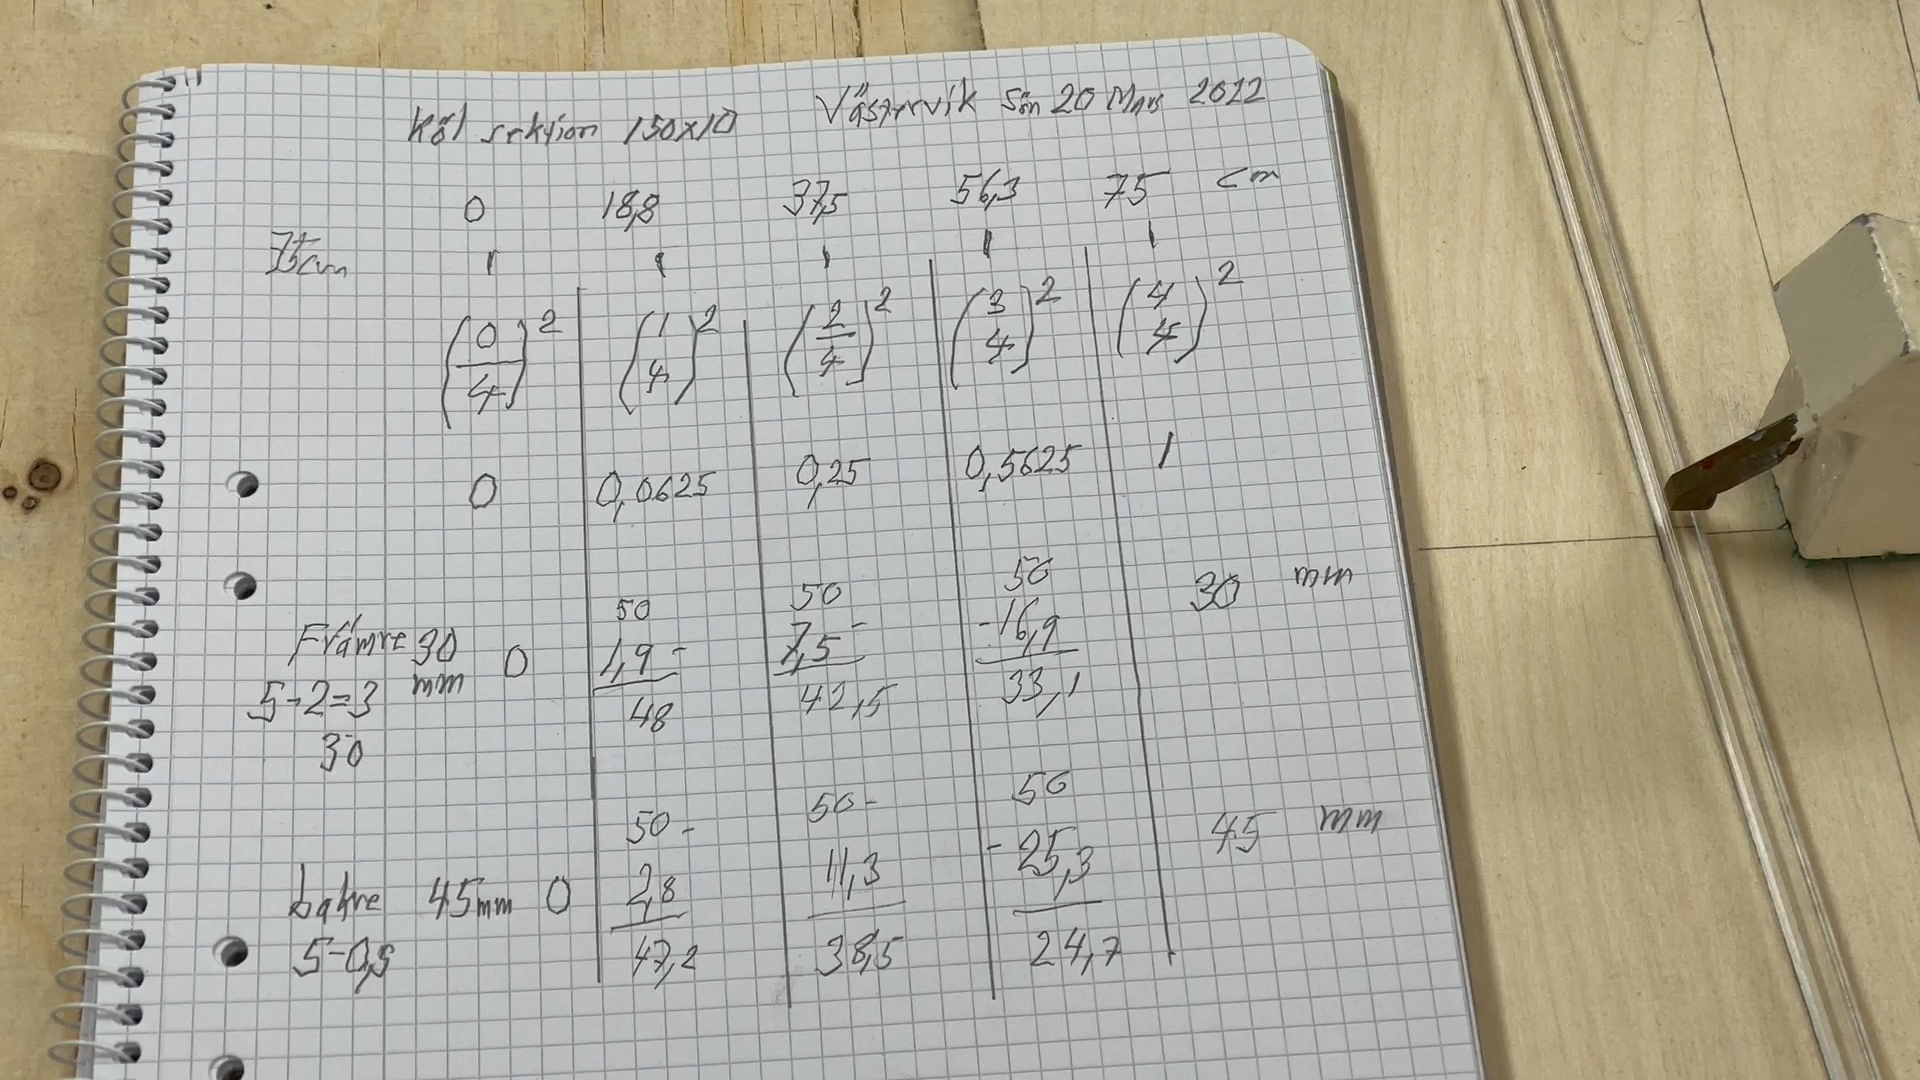 Köl sektion 150x10 Västervik Sön 20 Mars 2022
0 18,8 37,5 56,3 75 cm
(0/4)² (1/4)² (2/4)² (3/4)² (4/4)²
0 0,0625 0,25 0,5625 1
50 50 50 30 mm
Främre 30 mm 0 1,9- 7,5- -16,9
5-2=3 48 42,5 33,1
30
50- 50- 50 45 mm
bakre 45mm 0 2,8 11,3 -25,3
5-0,5 47,2 38,5 24,7